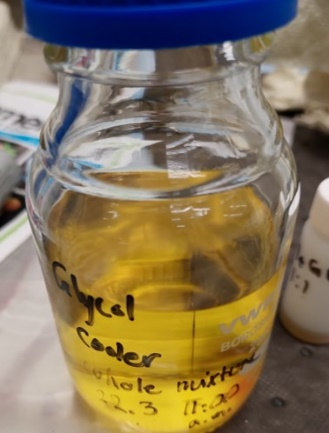 Glycol
Cooler
whole mixture
22.3 11:00
a.m.
vwr